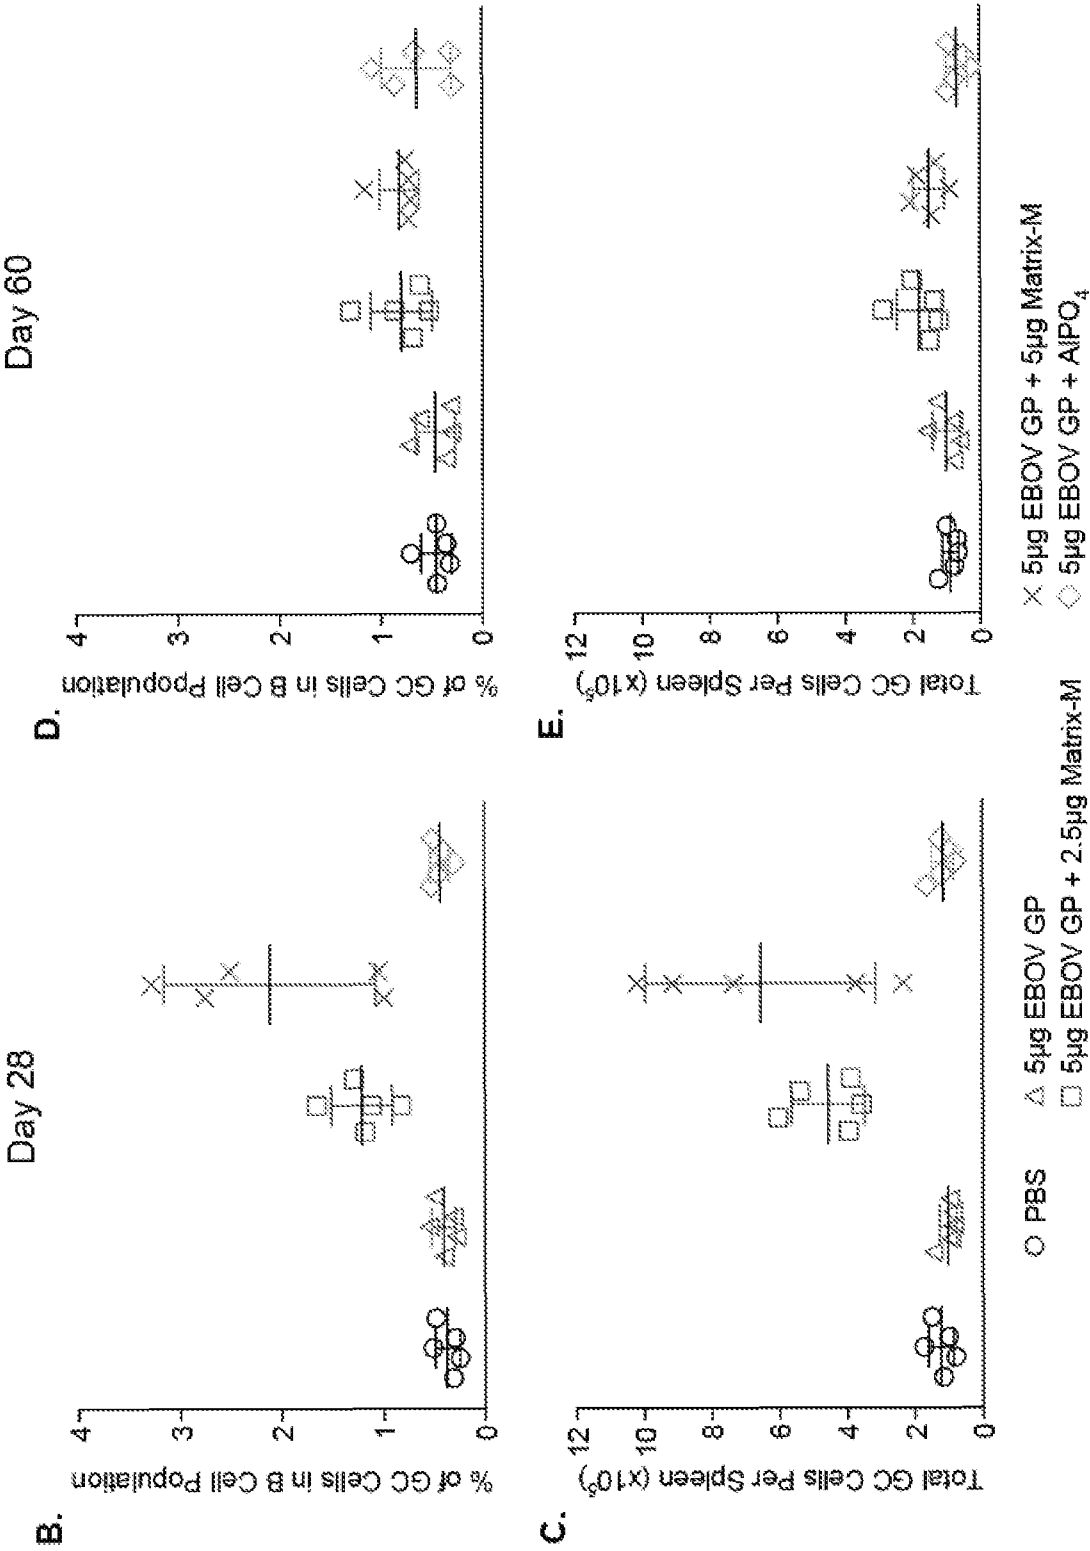 Day 28
Day 60
B.
% of GC Cells in B Cell Population
4
3
2
1
0
D.
% of GC Cells in B Cell Ppopulation
4
3
2
1
0
C.
Total GC Cells Per Spleen (x10⁵)
12
10
8
6
4
2
0
E.
Total GC Cells Per Spleen (x10⁵)
12
10
8
6
4
2
0
PBS
5µg EBOV GP
5µg EBOV GP + 2.5µg Matrix-M
5µg EBOV GP + 5µg Matrix-M
5µg EBOV GP + AlPO₄